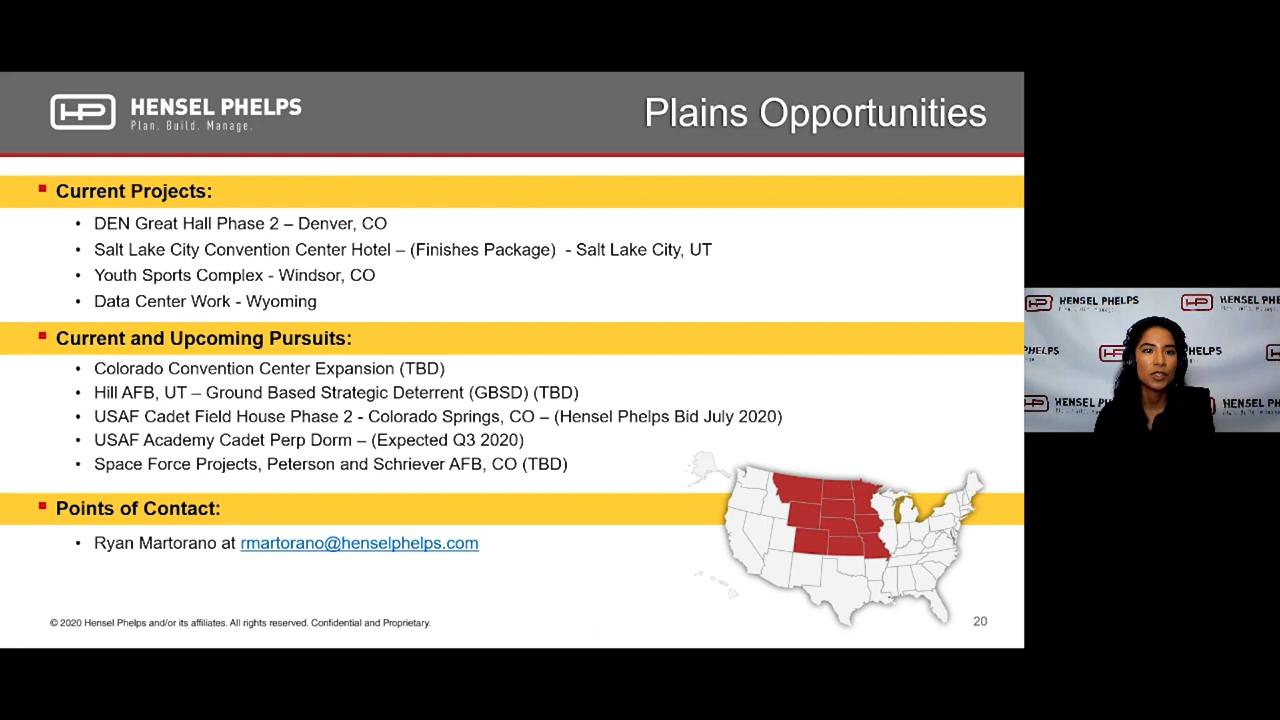 HENSEL PHELPS
Plan. Build. Manage.
Plains Opportunities
Current Projects:
• DEN Great Hall Phase 2 – Denver, CO
• Salt Lake City Convention Center Hotel – (Finishes Package) - Salt Lake City, UT
• Youth Sports Complex - Windsor, CO
• Data Center Work - Wyoming
Current and Upcoming Pursuits:
• Colorado Convention Center Expansion (TBD)
• Hill AFB, UT – Ground Based Strategic Deterrent (GBSD) (TBD)
• USAF Cadet Field House Phase 2 - Colorado Springs, CO – (Hensel Phelps Bid July 2020)
• USAF Academy Cadet Perp Dorm – (Expected Q3 2020)
• Space Force Projects, Peterson and Schriever AFB, CO (TBD)
Points of Contact:
• Ryan Martorano at rmartorano@henselphelps.com
© 2020 Hensel Phelps and/or its affiliates. All rights reserved. Confidential and Proprietary.
20
HENSEL PHELPS
HENSEL PHE
PHELPS
PHELPS
HENSEL PHELPS
HENSEL PH